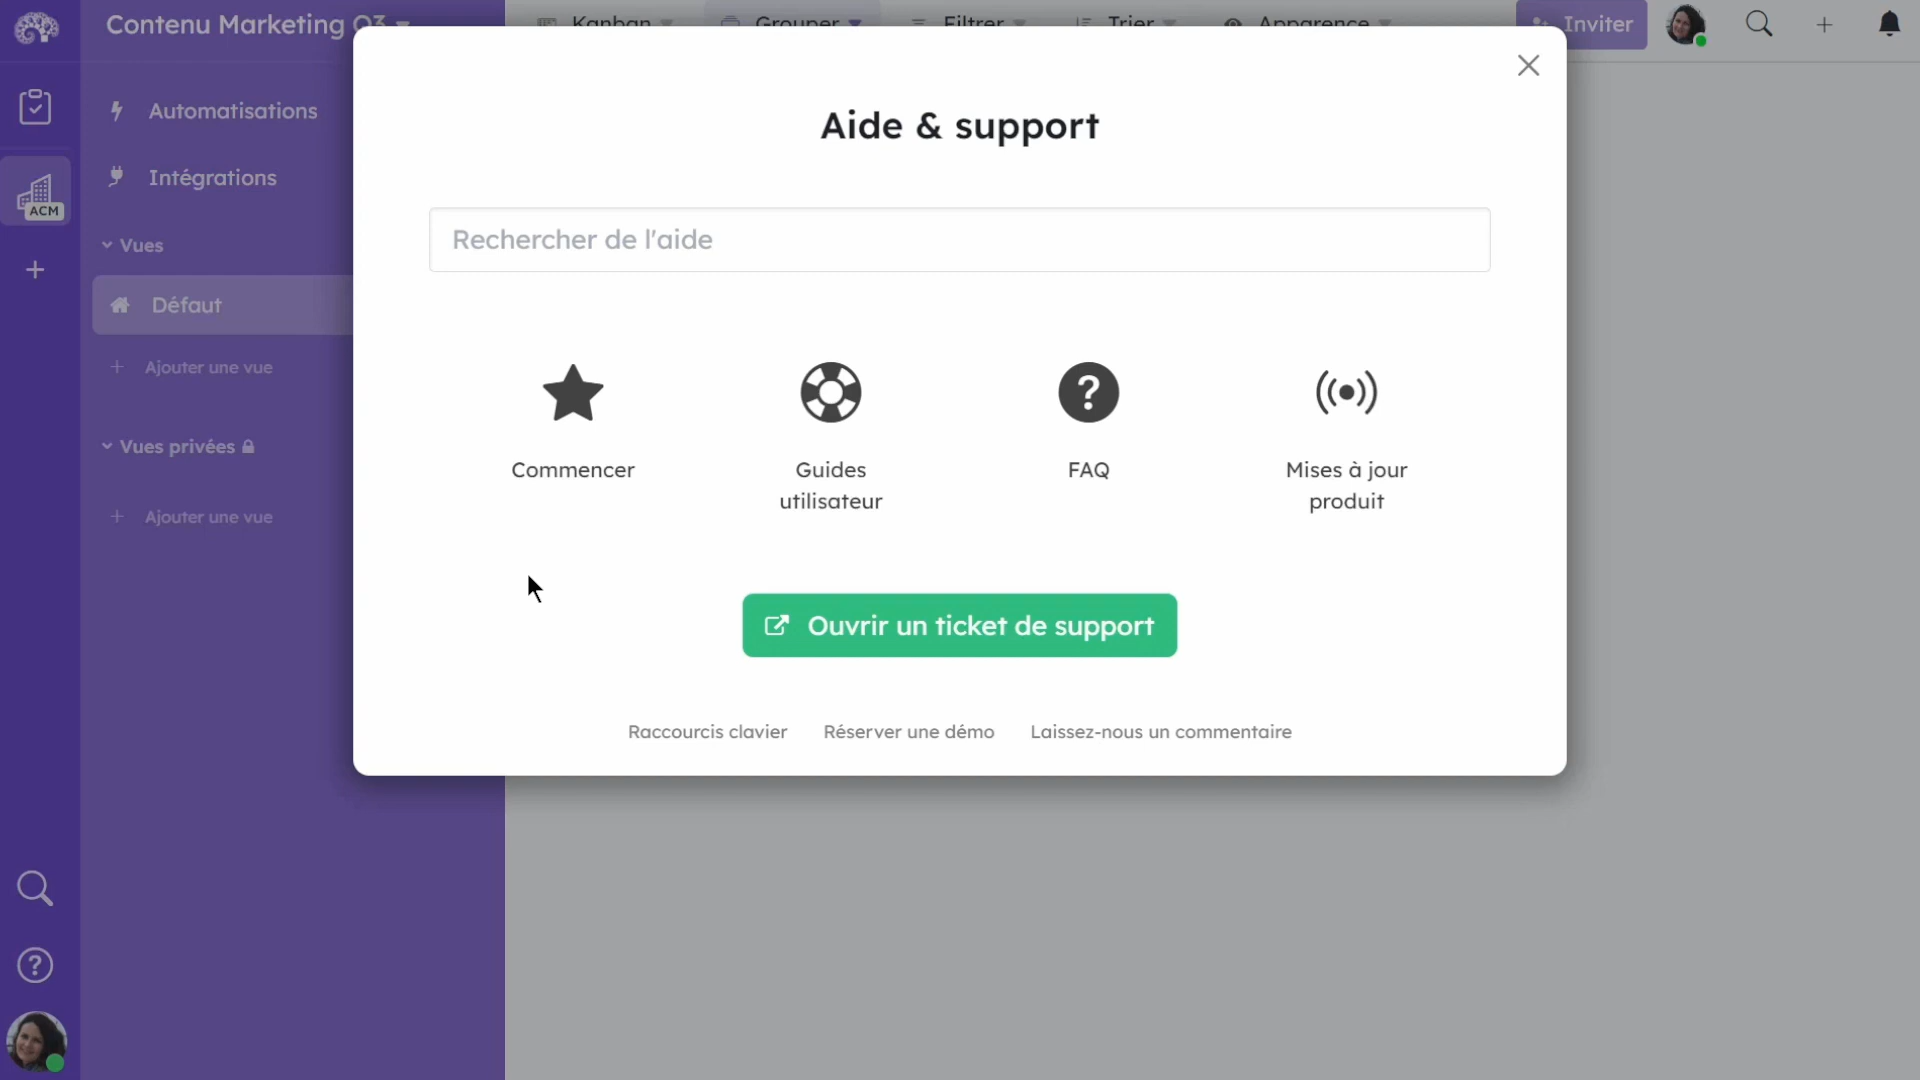 Contenu Marketing Q3
Kanban Grouper Filtrer Trier Apparence
Inviter
Automatisations
Intégrations
ACM
Vues
Défaut
Ajouter une vue
Vues privées
Ajouter une vue
Aide & support
Rechercher de l'aide
Commencer
Guides
utilisateur
?
FAQ
Mises à jour
produit
Ouvrir un ticket de support
Raccourcis clavier Réserver une démo Laissez-nous un commentaire
?